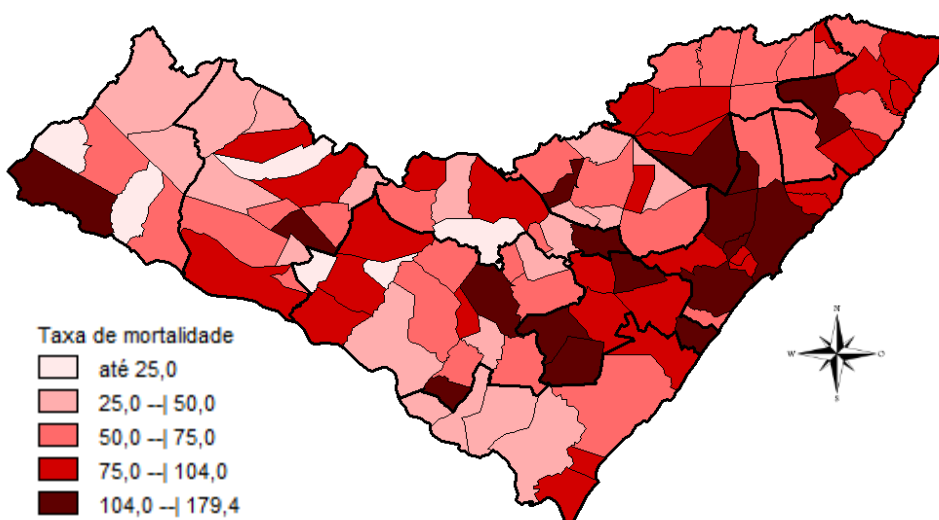 Taxa de mortalidade
até 25,0
25,0 --| 50,0
50,0 --| 75,0
75,0 --| 104,0
104,0 --| 179,4
N
W
O
S